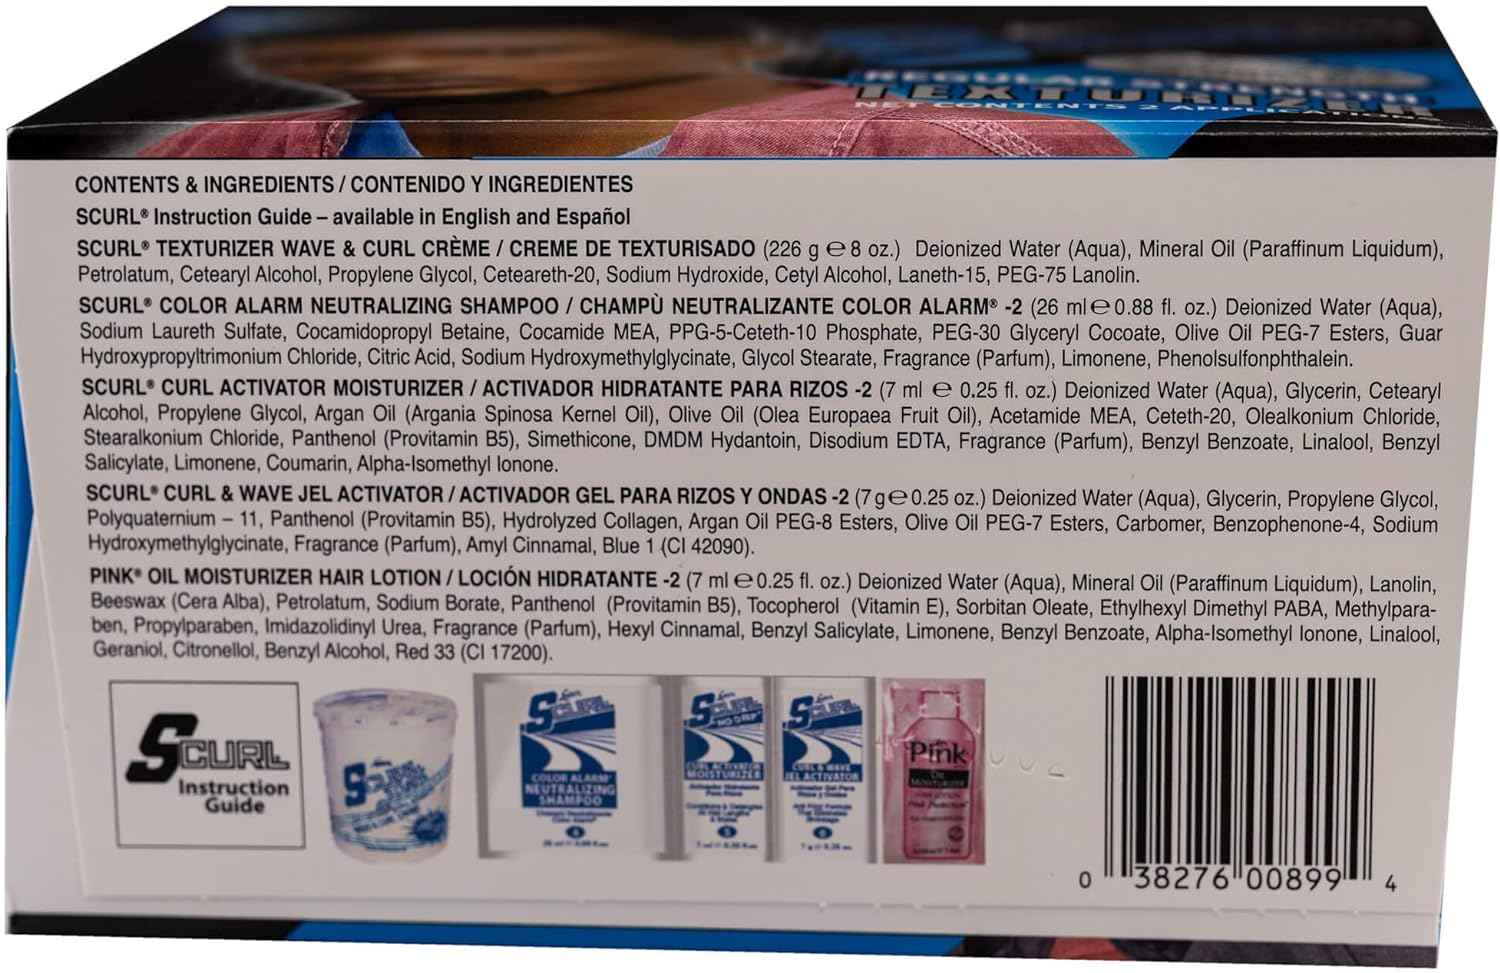 REGULAR STRENGTH
TEXTURIZER
NET CONTENTS 2 APPLICATION
CONTENTS & INGREDIENTS / CONTENIDO Y INGREDIENTES
SCURL® Instruction Guide – available in English and Español
SCURL® TEXTURIZER WAVE & CURL CRÈME / CREME DE TEXTURISADO (226 g ℮ 8 oz.) Deionized Water (Aqua), Mineral Oil (Paraffinum Liquidum),
Petrolatum, Cetearyl Alcohol, Propylene Glycol, Ceteareth-20, Sodium Hydroxide, Cetyl Alcohol, Laneth-15, PEG-75 Lanolin.
SCURL® COLOR ALARM NEUTRALIZING SHAMPOO / CHAMPÙ NEUTRALIZANTE COLOR ALARM® -2 (26 ml ℮ 0.88 fl. oz.) Deionized Water (Aqua),
Sodium Laureth Sulfate, Cocamidopropyl Betaine, Cocamide MEA, PPG-5-Ceteth-10 Phosphate, PEG-30 Glyceryl Cocoate, Olive Oil PEG-7 Esters, Guar
Hydroxypropyltrimonium Chloride, Citric Acid, Sodium Hydroxymethylglycinate, Glycol Stearate, Fragrance (Parfum), Limonene, Phenolsulfonphthalein.
SCURL® CURL ACTIVATOR MOISTURIZER / ACTIVADOR HIDRATANTE PARA RIZOS -2 (7 ml ℮ 0.25 fl. oz.) Deionized Water (Aqua), Glycerin, Cetearyl
Alcohol, Propylene Glycol, Argan Oil (Argania Spinosa Kernel Oil), Olive Oil (Olea Europaea Fruit Oil), Acetamide MEA, Ceteth-20, Olealkonium Chloride,
Stearalkonium Chloride, Panthenol (Provitamin B5), Simethicone, DMDM Hydantoin, Disodium EDTA, Fragrance (Parfum), Benzyl Benzoate, Linalool, Benzyl
Salicylate, Limonene, Coumarin, Alpha-Isomethyl Ionone.
SCURL® CURL & WAVE JEL ACTIVATOR / ACTIVADOR GEL PARA RIZOS Y ONDAS -2 (7 g ℮ 0.25 oz.) Deionized Water (Aqua), Glycerin, Propylene Glycol,
Polyquaternium – 11, Panthenol (Provitamin B5), Hydrolyzed Collagen, Argan Oil PEG-8 Esters, Olive Oil PEG-7 Esters, Carbomer, Benzophenone-4, Sodium
Hydroxymethylglycinate, Fragrance (Parfum), Amyl Cinnamal, Blue 1 (CI 42090).
PINK® OIL MOISTURIZER HAIR LOTION / LOCIÓN HIDRATANTE -2 (7 ml ℮ 0.25 fl. oz.) Deionized Water (Aqua), Mineral Oil (Paraffinum Liquidum), Lanolin,
Beeswax (Cera Alba), Petrolatum, Sodium Borate, Panthenol (Provitamin B5), Tocopherol (Vitamin E), Sorbitan Oleate, Ethylhexyl Dimethyl PABA, Methylpara-
ben, Propylparaben, Imidazolidinyl Urea, Fragrance (Parfum), Hexyl Cinnamal, Benzyl Salicylate, Limonene, Benzyl Benzoate, Alpha-Isomethyl Ionone, Linalool,
Geraniol, Citronellol, Benzyl Alcohol, Red 33 (CI 17200).
SCURL
Instruction
Guide
SCURL
SCURL
COLOR ALARM
NEUTRALIZING
SHAMPOO
SCURL
"NO DRIP"
CURL ACTIVATOR
MOISTURIZER
SCURL
CURL & WAVE
JEL ACTIVATOR
Pink
OIL
MOISTURIZER
0 38276 00899 4